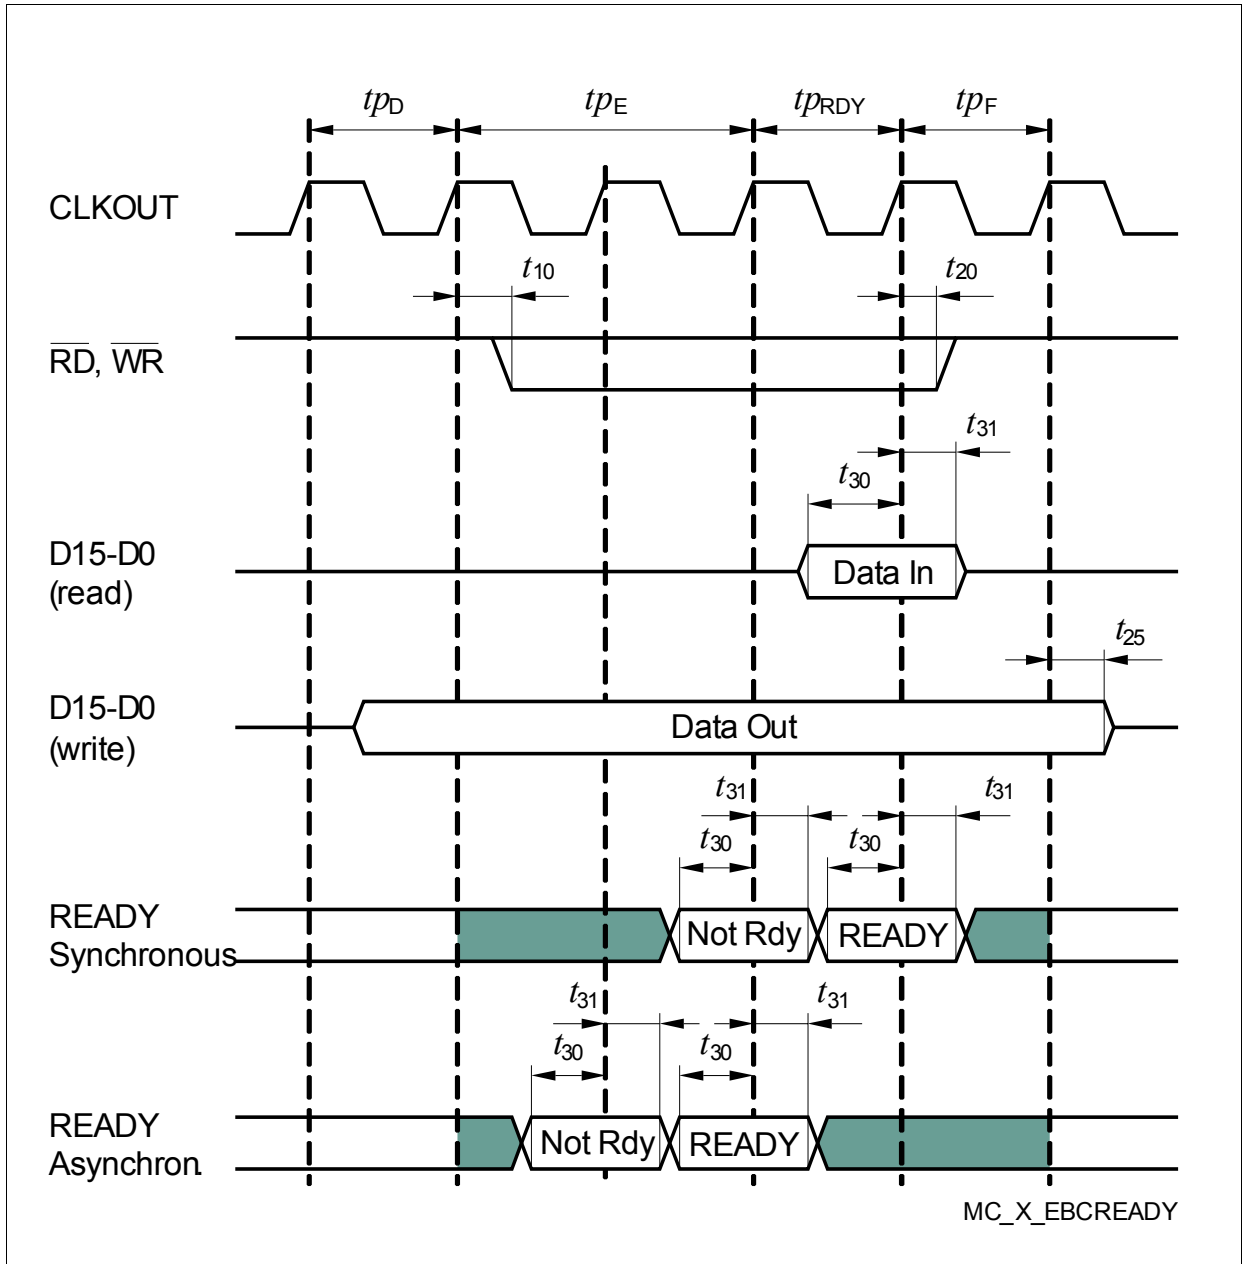 tpD tpE tpRDY tpF
CLKOUT
t10 t20
RD, WR
t31
t30
D15-D0
(read)
Data In
t25
D15-D0
(write)
Data Out
t31 t31
t30 t30
READY
Synchronous
Not Rdy READY
t31 t31
t30 t30
READY
Asynchron.
Not Rdy READY
MC_X_EBCREADY